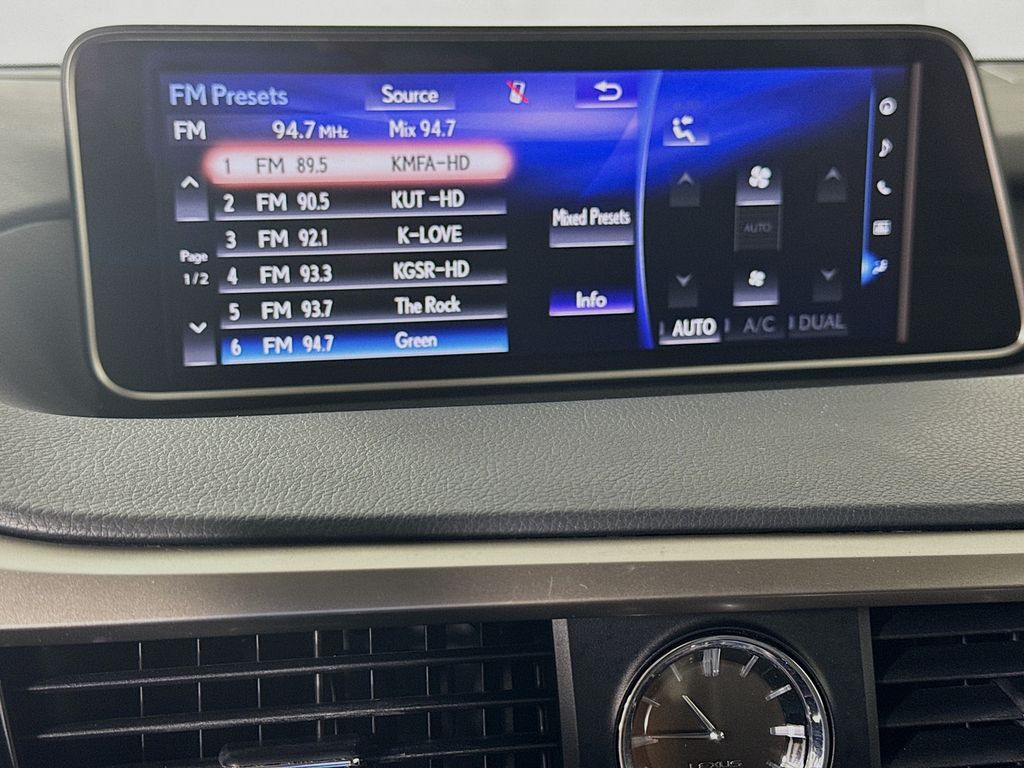 FM Presets Source
FM 94.7 MHz Mix 94.7
1 FM 89.5 KMFA-HD
2 FM 90.5 KUT -HD
3 FM 92.1 K-LOVE
4 FM 93.3 KGSR-HD
5 FM 93.7 The Rock
6 FM 94.7 Green
Page
1/2
Mixed Presets
Info
AUTO
AUTO A/C DUAL
LEXUS